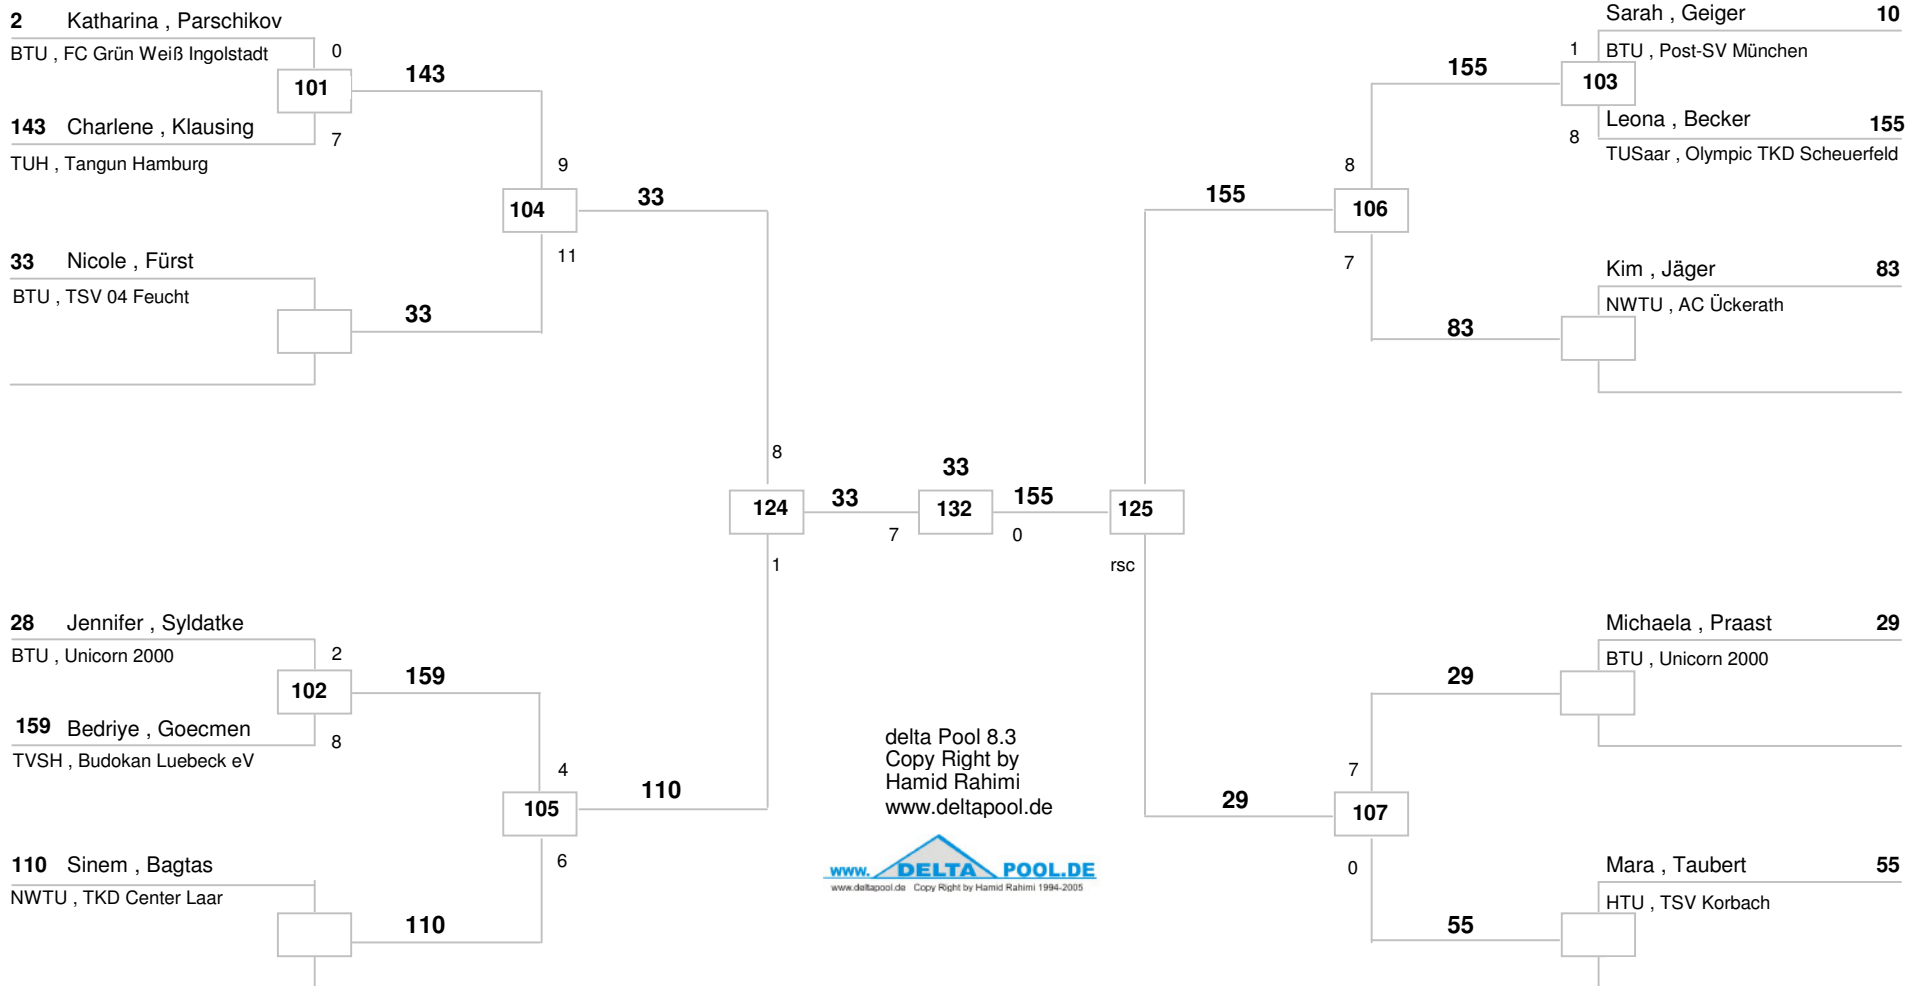 2 Katharina , Parschikov
BTU , FC Grün Weiß Ingolstadt
0
101
143
143 Charlene , Klausing
7
TUH , Tangun Hamburg
9
104
33
11
33 Nicole , Fürst
BTU , TSV 04 Feucht
33
8
124
33
7
1
33
132
155
0
125
rsc
28 Jennifer , Syldatke
BTU , Unicorn 2000
2
102
159
159 Bedriye , Goecmen
8
TVSH , Budokan Luebeck eV
4
105
110
6
110 Sinem , Bagtas
NWTU , TKD Center Laar
110
Sarah , Geiger 10
1
BTU , Post-SV München
155
103
Leona , Becker 155
8
TUSaar , Olympic TKD Scheuerfeld
8
155
106
7
Kim , Jäger 83
NWTU , AC Ückerath
83
Michaela , Praast 29
BTU , Unicorn 2000
29
7
29
107
0
Mara , Taubert 55
HTU , TSV Korbach
55
delta Pool 8.3
Copy Right by
Hamid Rahimi
www.deltapool.de
www. DELTA POOL.DE
www.deltapool.de Copy Right by Hamid Rahimi 1994-2005